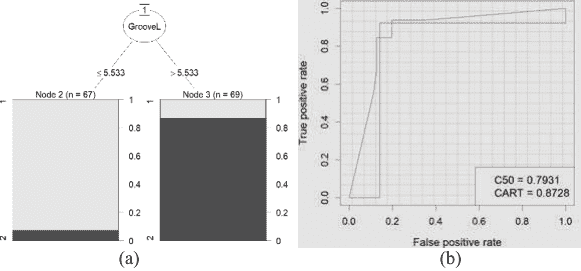 1
GrooveL
≤ 5.533
> 5.533
Node 2 (n = 67)
Node 3 (n = 69)
1
2
1
0.8
0.6
0.4
0.2
0
1
2
1
0.8
0.6
0.4
0.2
0
(a)
True positive rate
1.0
0.8
0.6
0.4
0.2
0.0
C50 = 0.7931
CART = 0.8728
0.0 0.2 0.4 0.6 0.8 1.0
False positive rate
(b)